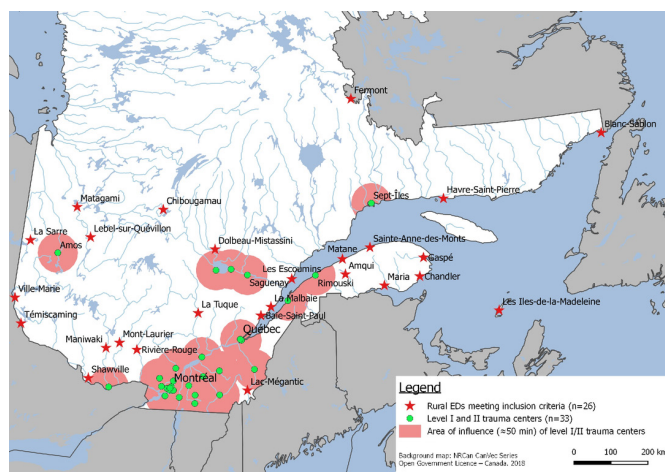 Fermont
Blanc-Sablon
Sept-Îles
Havre-Saint-Pierre
Matagami
Chibougamau
La Sarre
Lebel-sur-Quévillon
Amos
Dolbeau-Mistassini
Matane
Sainte-Anne-des-Monts
Les Escoumins
Amqui
Gaspé
Saguenay
Rimouski
Maria
Chandler
Ville-Marie
La Malbaie
Les Iles-de-la-Madeleine
Témiscaming
La Tuque
Baie-Saint-Paul
Maniwaki
Mont-Laurier
Québec
Rivière-Rouge
Shawville
Montréal
Lac-Mégantic
Legend
Rural EDs meeting inclusion criteria (n=26)
Level I and II trauma centers (n=33)
Area of influence (≈50 min) of level I/II trauma centers
Background map: NRCan CanVec Series
Open Government Licence – Canada, 2018
0
100
200 km